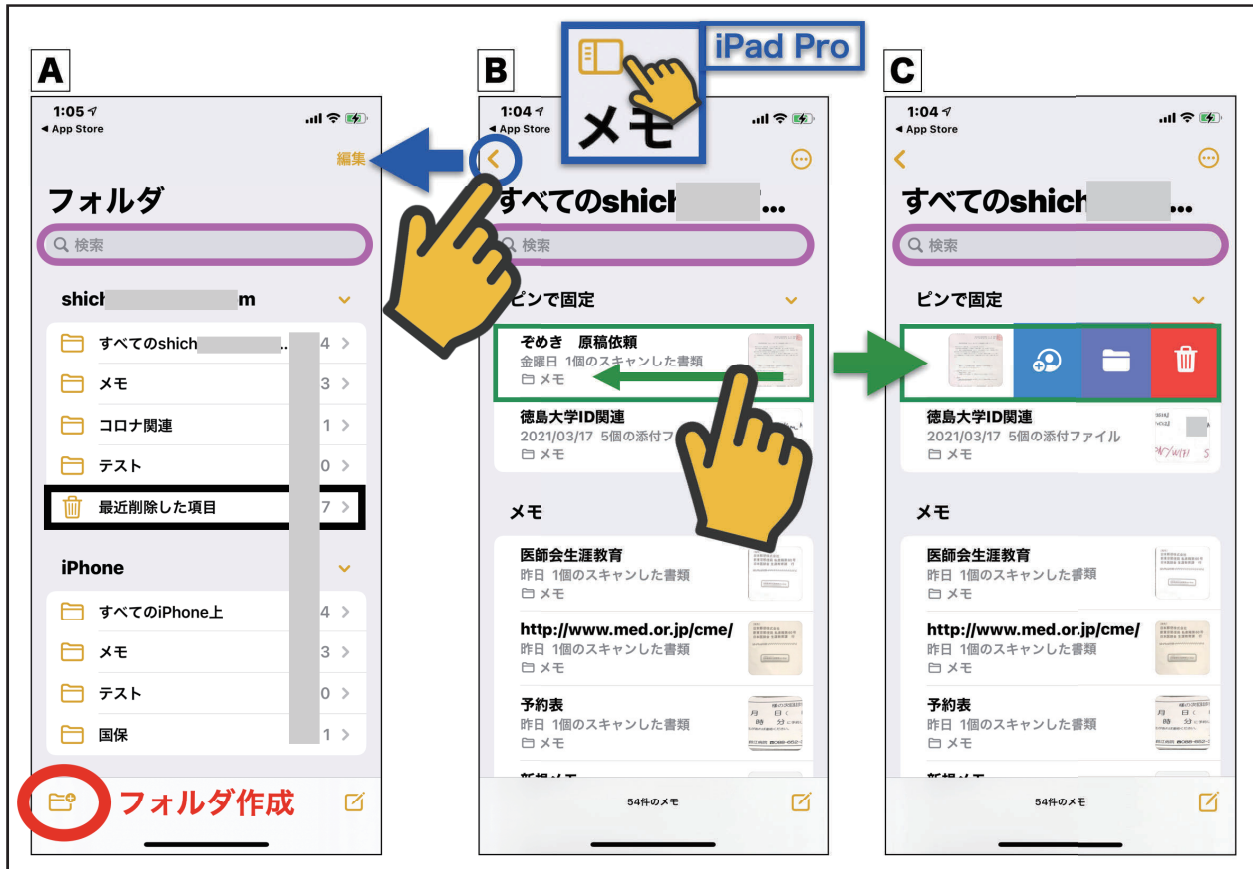 A
1:05
◀ App Store
編集
フォルダ
検索
shich m
すべてのshich .. 4
メモ 3
コロナ関連 1
テスト 0
最近削除した項目 7
iPhone
すべてのiPhone上 4
メモ 3
テスト 0
国保 1
フォルダ作成
B
iPad Pro
メモ
1:04
◀ App Store
すべてのshich ...
検索
ピンで固定
ぞめき 原稿依頼
金曜日 1個のスキャンした書類
メモ
徳島大学ID関連
2021/03/17 5個の添付フ
メモ
メモ
医師会生涯教育
昨日 1個のスキャンした書類
メモ
http://www.med.or.jp/cme/
昨日 1個のスキャンした書類
メモ
予約表
昨日 1個のスキャンした書類
メモ
54件のメモ
C
1:04
◀ App Store
すべてのshich ...
検索
ピンで固定
徳島大学ID関連
2021/03/17 5個の添付ファイル
メモ
メモ
医師会生涯教育
昨日 1個のスキャンした書類
メモ
http://www.med.or.jp/cme/
昨日 1個のスキャンした書類
メモ
予約表
昨日 1個のスキャンした書類
メモ
54件のメモ